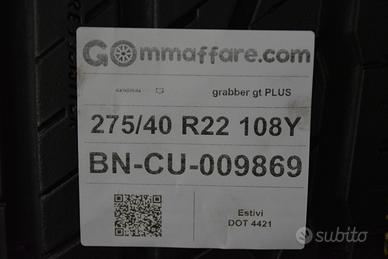 GOmmaffare.com
grabber gt PLUS
275/40 R22 108Y
BN-CU-009869
Estivi
DOT 4421
subito